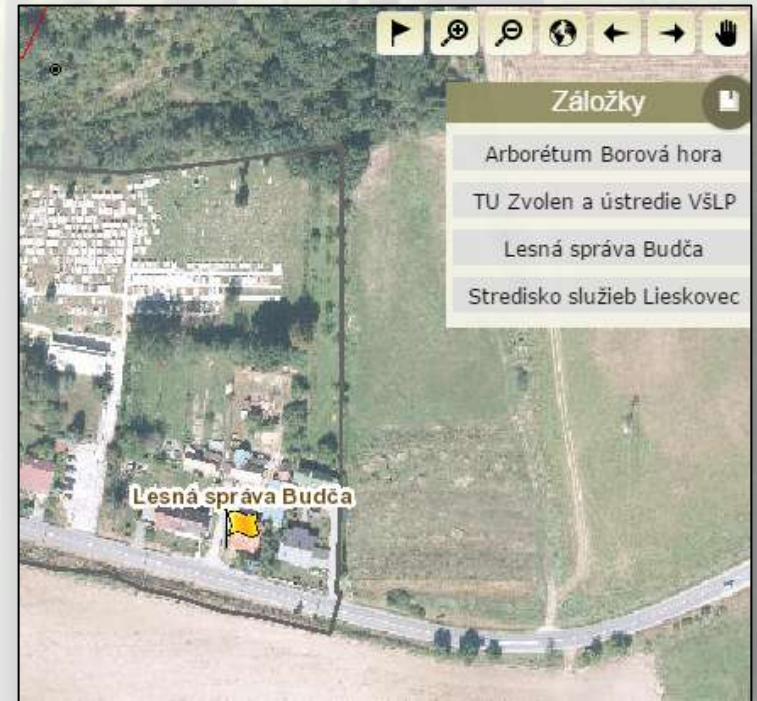 Záložky
Arborétum Borová hora
TU Zvolen a ústredie VšLP
Lesná správa Budča
Stredisko služieb Lieskovec
Lesná správa Budča